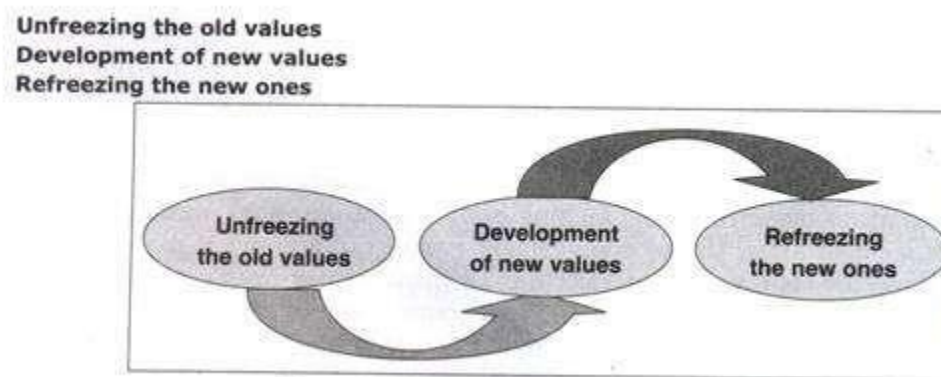 Unfreezing the old values
Development of new values
Refreezing the new ones
Unfreezing
the old values
Development
of new values
Refreezing
the new ones